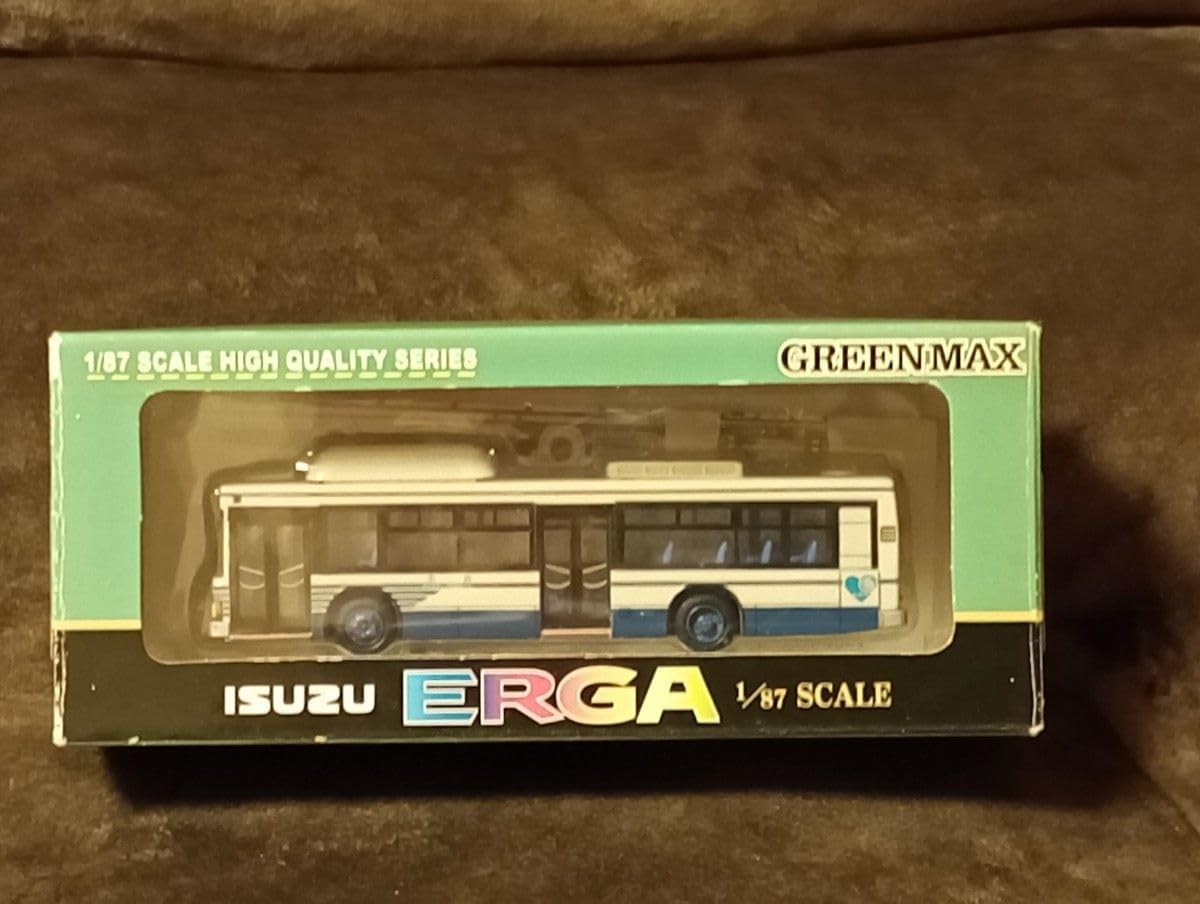 1/87 SCALE HIGH QUALITY SERIES
GREENMAX
ISUZU ERGA 1/87 SCALE